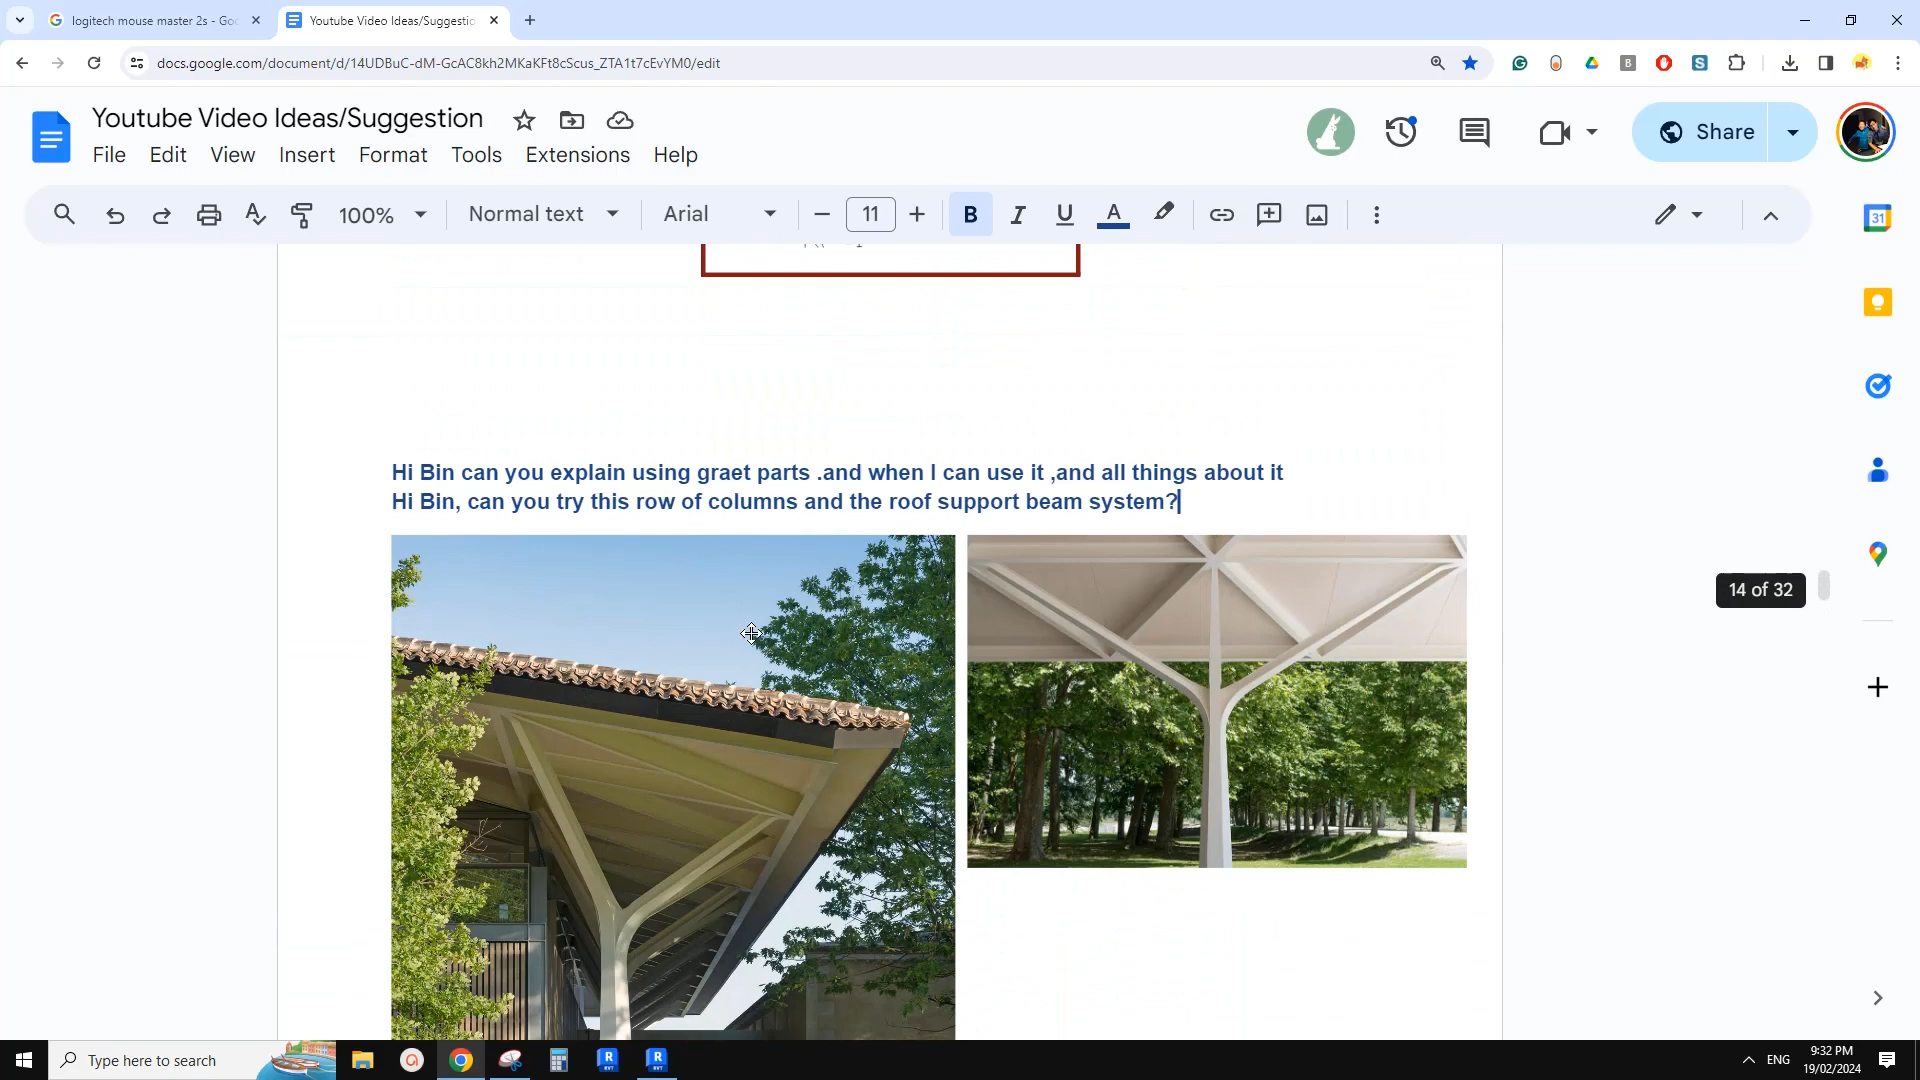 logitech mouse master 2s - Goo
Youtube Video Ideas/Suggestio
docs.google.com/document/d/14UDBuC-dM-GcAC8kh2MKaKFt8cScus_ZTA1t7cEvYM0/edit
Youtube Video Ideas/Suggestion
File Edit View Insert Format Tools Extensions Help
Share
100% Normal text Arial 11 B I U A
31
Hi Bin can you explain using graet parts .and when I can use it ,and all things about it
Hi Bin, can you try this row of columns and the roof support beam system?
14 of 32
Type here to search
ENG
9:32 PM
19/02/2024